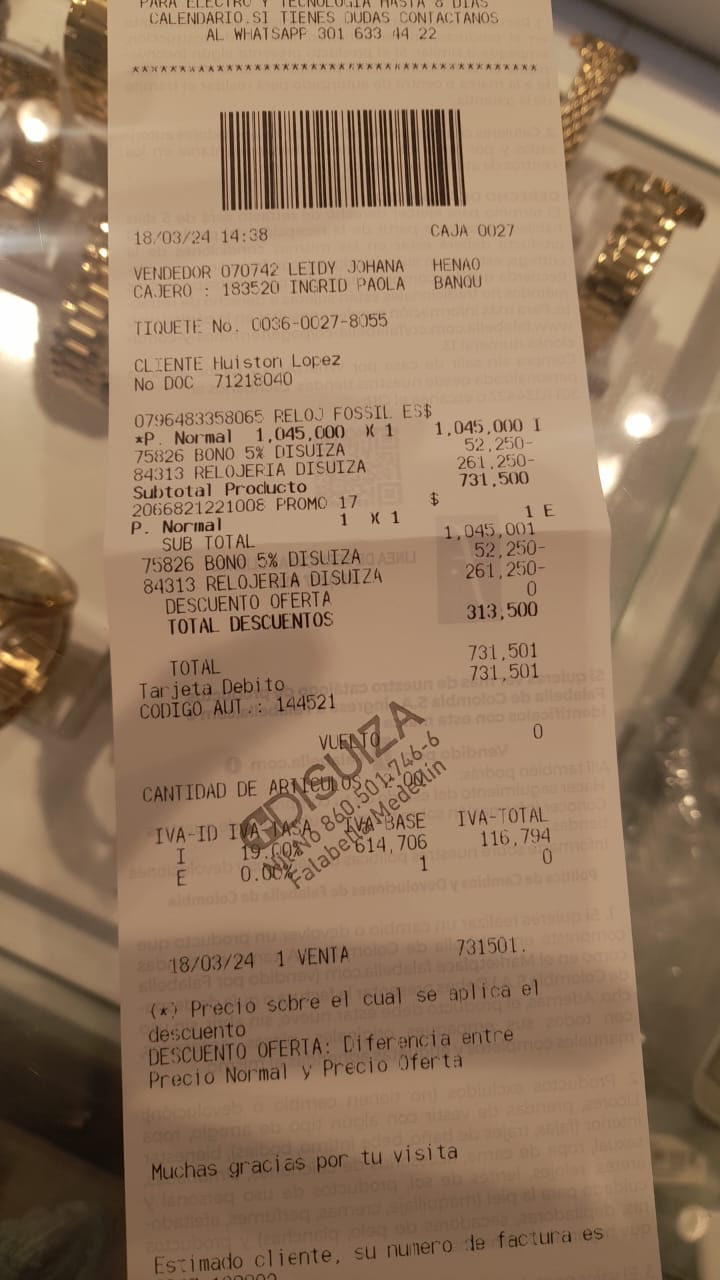 PARA ELECTRO Y TECNOLOGIA HASTA 8 DIAS
CALENDARIO.SI TIENES DUDAS CONTACTANOS
AL WHATSAPP 301 633 44 22
****************************************
18/03/24 14:38 CAJA 0027
VENDEDOR 070742 LEIDY JOHANA HENAO
CAJERO : 183520 INGRID PAOLA BANQU
TIQUETE No. 0036-0027-8055
CLIENTE Huiston Lopez
No DOC 71218040
0796483358065 RELOJ FOSSIL ES$
*P. Normal 1,045,000 X 1 1,045,000 I
75826 BONO 5% DISUIZA 52,250-
84313 RELOJERIA DISUIZA 261,250-
Subtotal Producto 731,500
2066821221008 PROMO 17 $
P. Normal 1 X 1 1 E
SUB TOTAL 1,045,001
75826 BONO 5% DISUIZA 52,250-
84313 RELOJERIA DISUIZA 261,250-
DESCUENTO OFERTA 0
TOTAL DESCUENTOS 313,500
TOTAL 731,501
Tarjeta Debito 731,501
CODIGO AUT.: 144521
VUELTO 0
CANTIDAD DE ARTICULOS
DISUIZA
860.501.746-6
Falabella Medellin
IVA-ID IVA-TASA IVA-BASE IVA-TOTAL
I 19.00% 614,706 116,794
E 0.00% 1 0
18/03/24 1 VENTA 731501.
(*) Precio sobre el cual se aplica el
descuento
DESCUENTO OFERTA: Diferencia entre
Precio Normal y Precio Oferta
Muchas gracias por tu visita
Estimado cliente, su numero de factura es